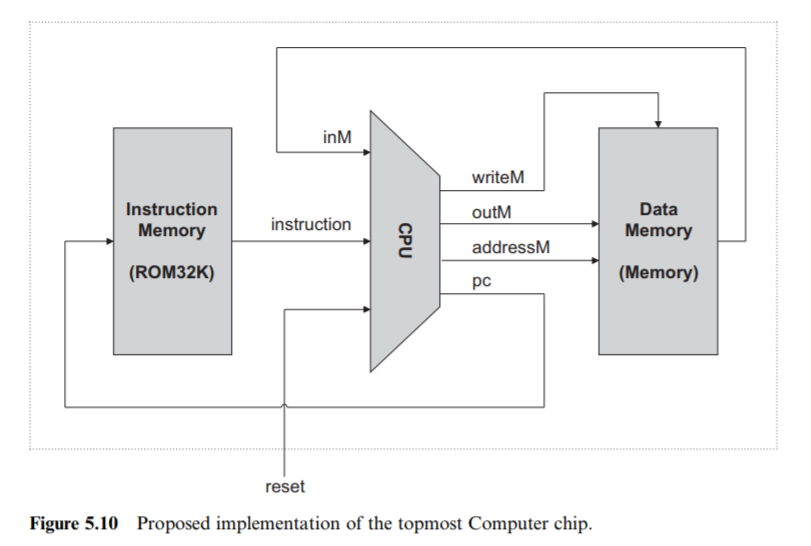 inM
writeM
Instruction
Memory
(ROM32K)
instruction
CPU
outM
addressM
pc
Data
Memory
(Memory)
reset
Figure 5.10 Proposed implementation of the topmost Computer chip.